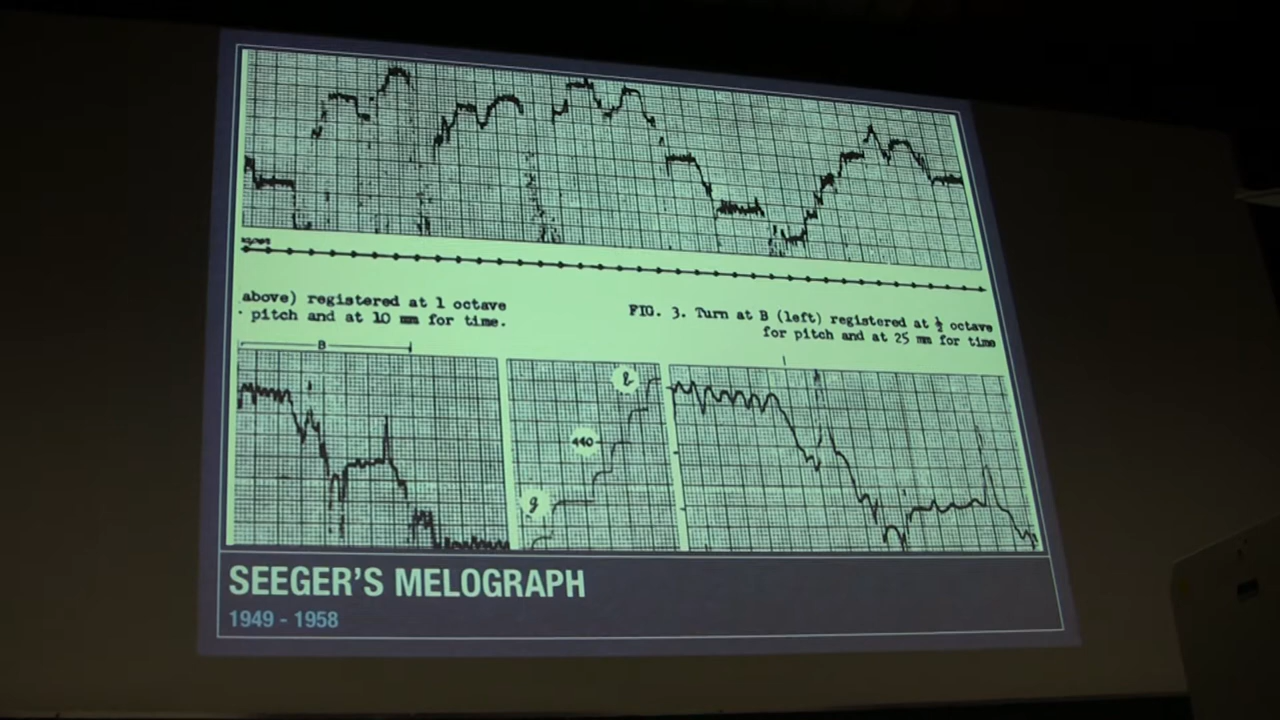 above) registered at 1 octave
pitch and at 10 mm for time.
FIG. 3. Turn at B (left) registered at ½ octave
for pitch and at 25 mm for time
B
b
440
g
SEEGER'S MELOGRAPH
1949 - 1958